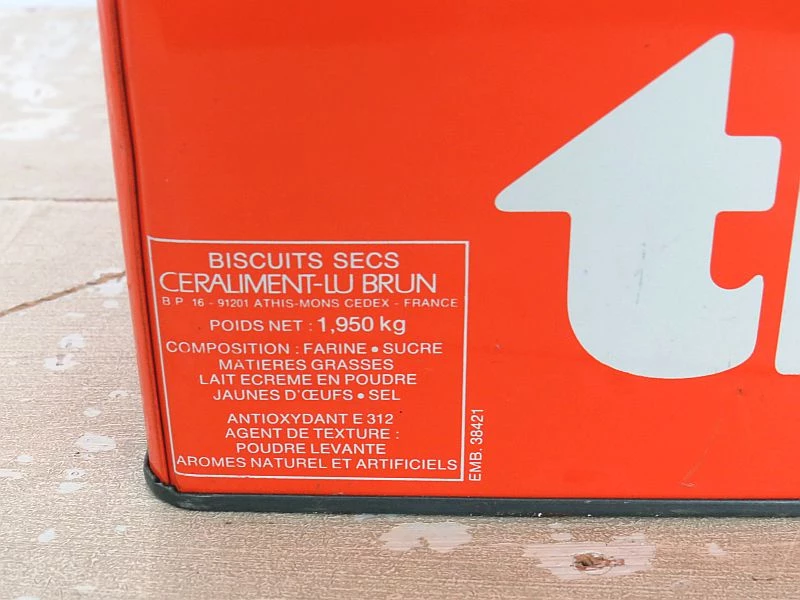 BISCUITS SECS
CERALIMENT-LU BRUN
B P 16 - 91201 ATHIS-MONS CEDEX - FRANCE
POIDS NET : 1,950 kg
COMPOSITION : FARINE • SUCRE
MATIERES GRASSES
LAIT ECREME EN POUDRE
JAUNES D'ŒUFS • SEL
ANTIOXYDANT E 312
AGENT DE TEXTURE :
POUDRE LEVANTE
AROMES NATUREL ET ARTIFICIELS
EMB. 38421
t